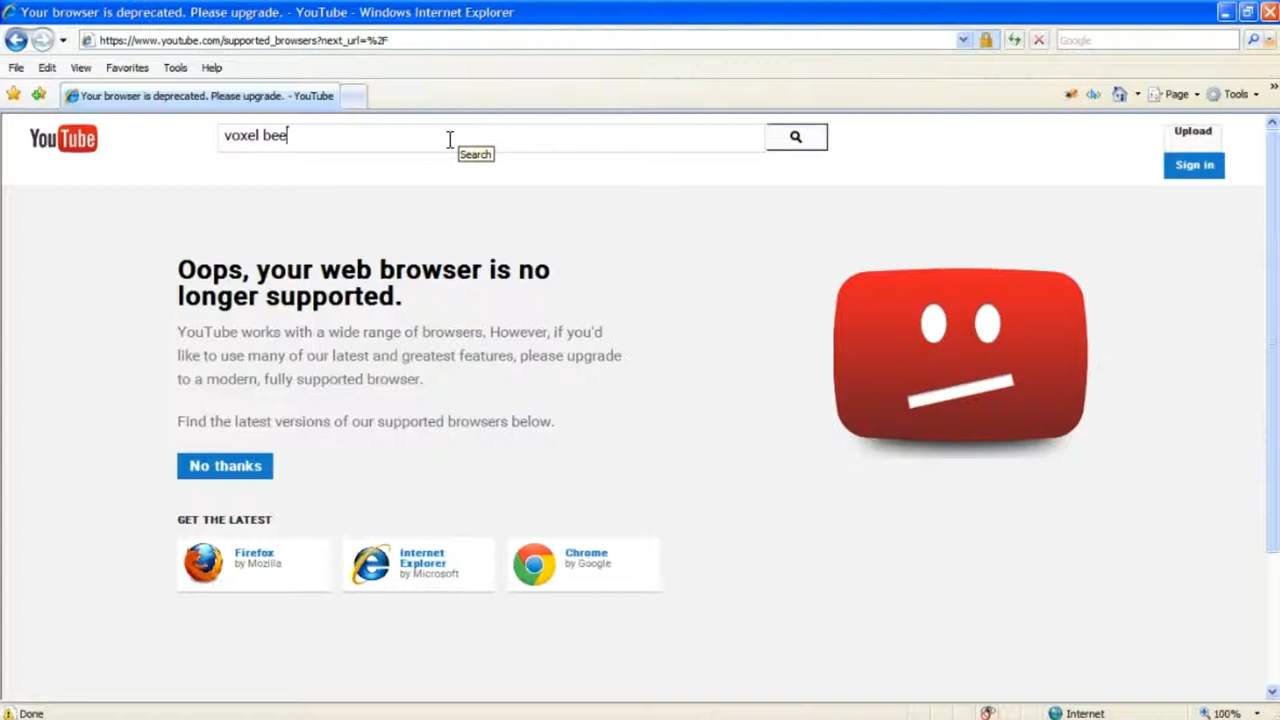 Your browser is deprecated. Please upgrade. - YouTube - Windows Internet Explorer
https://www.youtube.com/supported_browsers?next_url=%2F
Google
File Edit View Favorites Tools Help
Your browser is deprecated. Please upgrade. - YouTube
Page Tools
YouTube
voxel bee
Search
Upload
Sign in
Oops, your web browser is no
longer supported.
YouTube works with a wide range of browsers. However, if you'd
like to use many of our latest and greatest features, please upgrade
to a modern, fully supported browser.
Find the latest versions of our supported browsers below.
No thanks
GET THE LATEST
Firefox
by Mozilla
Internet
Explorer
by Microsoft
Chrome
by Google
Done
Internet
100%